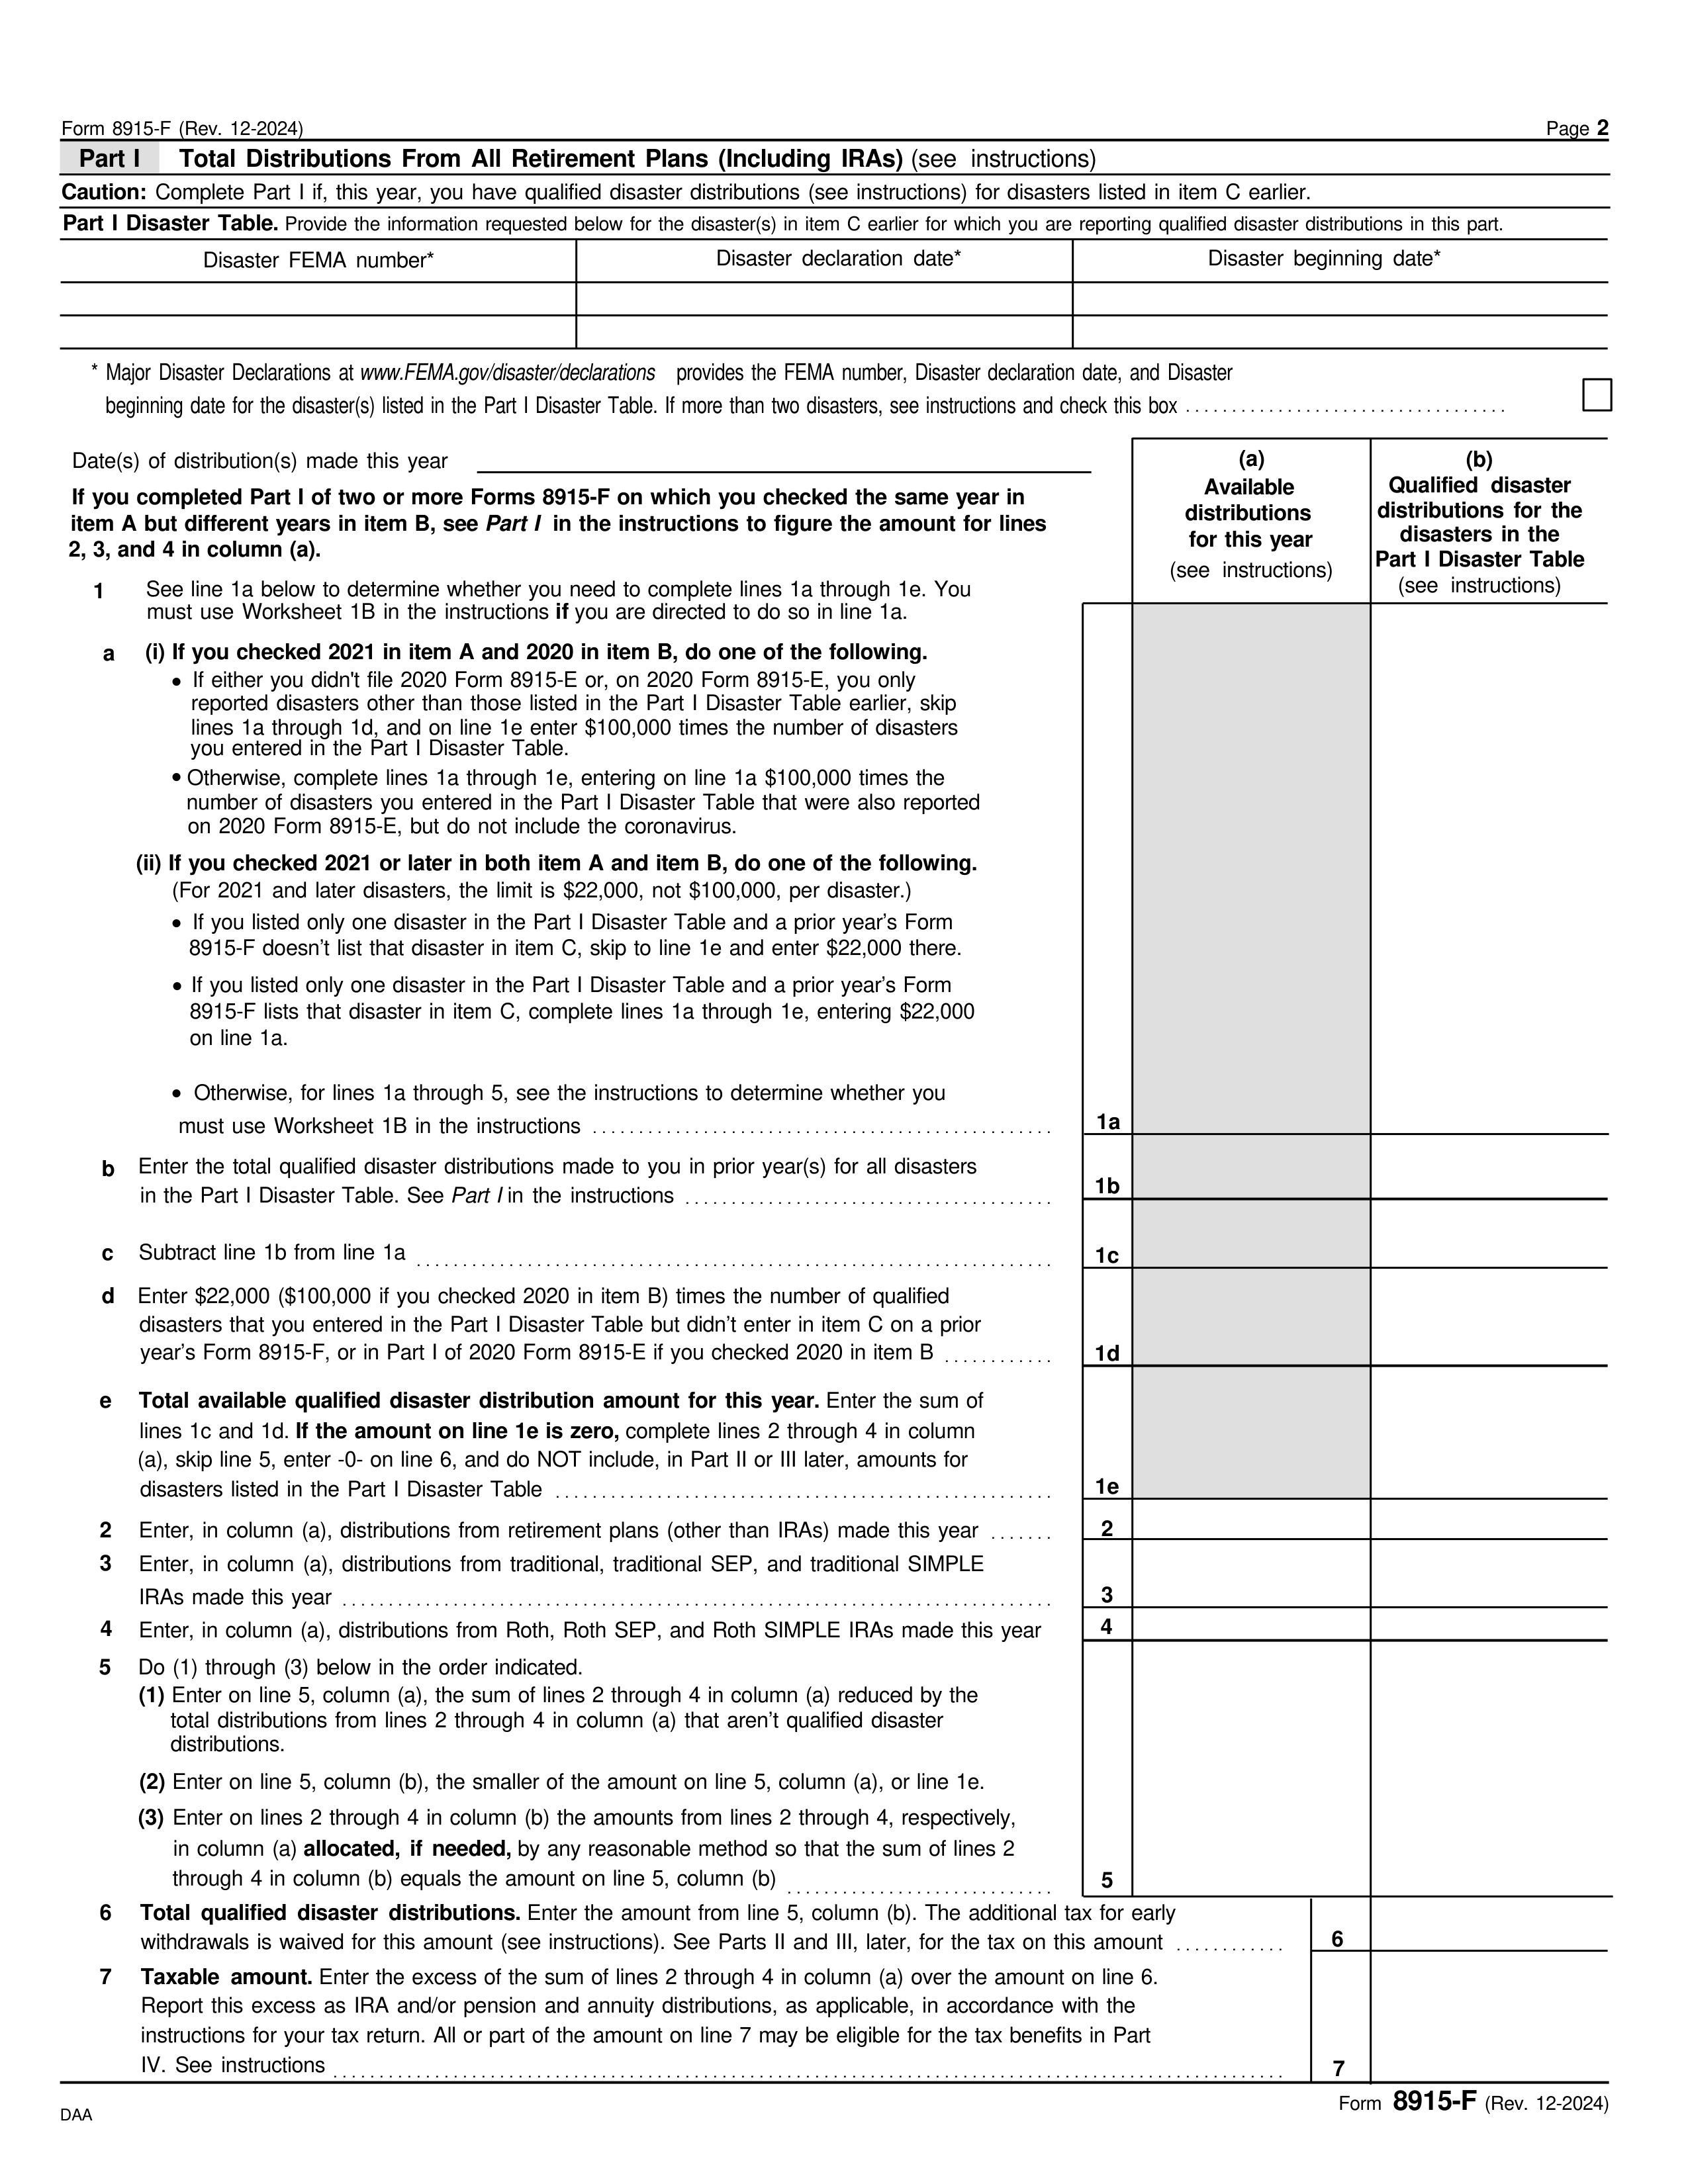 Form 8915-F (Rev. 12-2024) Page 2
Part I Total Distributions From All Retirement Plans (Including IRAs) (see instructions)
Caution: Complete Part I if, this year, you have qualified disaster distributions (see instructions) for disasters listed in item C earlier.
Part I Disaster Table. Provide the information requested below for the disaster(s) in item C earlier for which you are reporting qualified disaster distributions in this part.
Disaster FEMA number* Disaster declaration date* Disaster beginning date*
* Major Disaster Declarations at www.FEMA.gov/disaster/declarations provides the FEMA number, Disaster declaration date, and Disaster
beginning date for the disaster(s) listed in the Part I Disaster Table. If more than two disasters, see instructions and check this box
Date(s) of distribution(s) made this year
If you completed Part I of two or more Forms 8915-F on which you checked the same year in
item A but different years in item B, see Part I in the instructions to figure the amount for lines
2, 3, and 4 in column (a).
(a)
Available
distributions
for this year
(see instructions)
(b)
Qualified disaster
distributions for the
disasters in the
Part I Disaster Table
(see instructions)
1 See line 1a below to determine whether you need to complete lines 1a through 1e. You
must use Worksheet 1B in the instructions if you are directed to do so in line 1a.
a (i) If you checked 2021 in item A and 2020 in item B, do one of the following.
• If either you didn't file 2020 Form 8915-E or, on 2020 Form 8915-E, you only
reported disasters other than those listed in the Part I Disaster Table earlier, skip
lines 1a through 1d, and on line 1e enter $100,000 times the number of disasters
you entered in the Part I Disaster Table.
• Otherwise, complete lines 1a through 1e, entering on line 1a $100,000 times the
number of disasters you entered in the Part I Disaster Table that were also reported
on 2020 Form 8915-E, but do not include the coronavirus.
(ii) If you checked 2021 or later in both item A and item B, do one of the following.
(For 2021 and later disasters, the limit is $22,000, not $100,000, per disaster.)
• If you listed only one disaster in the Part I Disaster Table and a prior year’s Form
8915-F doesn’t list that disaster in item C, skip to line 1e and enter $22,000 there.
• If you listed only one disaster in the Part I Disaster Table and a prior year’s Form
8915-F lists that disaster in item C, complete lines 1a through 1e, entering $22,000
on line 1a.
• Otherwise, for lines 1a through 5, see the instructions to determine whether you
must use Worksheet 1B in the instructions 1a
b Enter the total qualified disaster distributions made to you in prior year(s) for all disasters
in the Part I Disaster Table. See Part I in the instructions 1b
c Subtract line 1b from line 1a 1c
d Enter $22,000 ($100,000 if you checked 2020 in item B) times the number of qualified
disasters that you entered in the Part I Disaster Table but didn’t enter in item C on a prior
year’s Form 8915-F, or in Part I of 2020 Form 8915-E if you checked 2020 in item B 1d
e Total available qualified disaster distribution amount for this year. Enter the sum of
lines 1c and 1d. If the amount on line 1e is zero, complete lines 2 through 4 in column
(a), skip line 5, enter -0- on line 6, and do NOT include, in Part II or III later, amounts for
disasters listed in the Part I Disaster Table 1e
2 Enter, in column (a), distributions from retirement plans (other than IRAs) made this year 2
3 Enter, in column (a), distributions from traditional, traditional SEP, and traditional SIMPLE
IRAs made this year 3
4 Enter, in column (a), distributions from Roth, Roth SEP, and Roth SIMPLE IRAs made this year 4
5 Do (1) through (3) below in the order indicated.
(1) Enter on line 5, column (a), the sum of lines 2 through 4 in column (a) reduced by the
total distributions from lines 2 through 4 in column (a) that aren’t qualified disaster
distributions.
(2) Enter on line 5, column (b), the smaller of the amount on line 5, column (a), or line 1e.
(3) Enter on lines 2 through 4 in column (b) the amounts from lines 2 through 4, respectively,
in column (a) allocated, if needed, by any reasonable method so that the sum of lines 2
through 4 in column (b) equals the amount on line 5, column (b) 5
6 Total qualified disaster distributions. Enter the amount from line 5, column (b). The additional tax for early
withdrawals is waived for this amount (see instructions). See Parts II and III, later, for the tax on this amount 6
7 Taxable amount. Enter the excess of the sum of lines 2 through 4 in column (a) over the amount on line 6.
Report this excess as IRA and/or pension and annuity distributions, as applicable, in accordance with the
instructions for your tax return. All or part of the amount on line 7 may be eligible for the tax benefits in Part
IV. See instructions 7
DAA Form 8915-F (Rev. 12-2024)